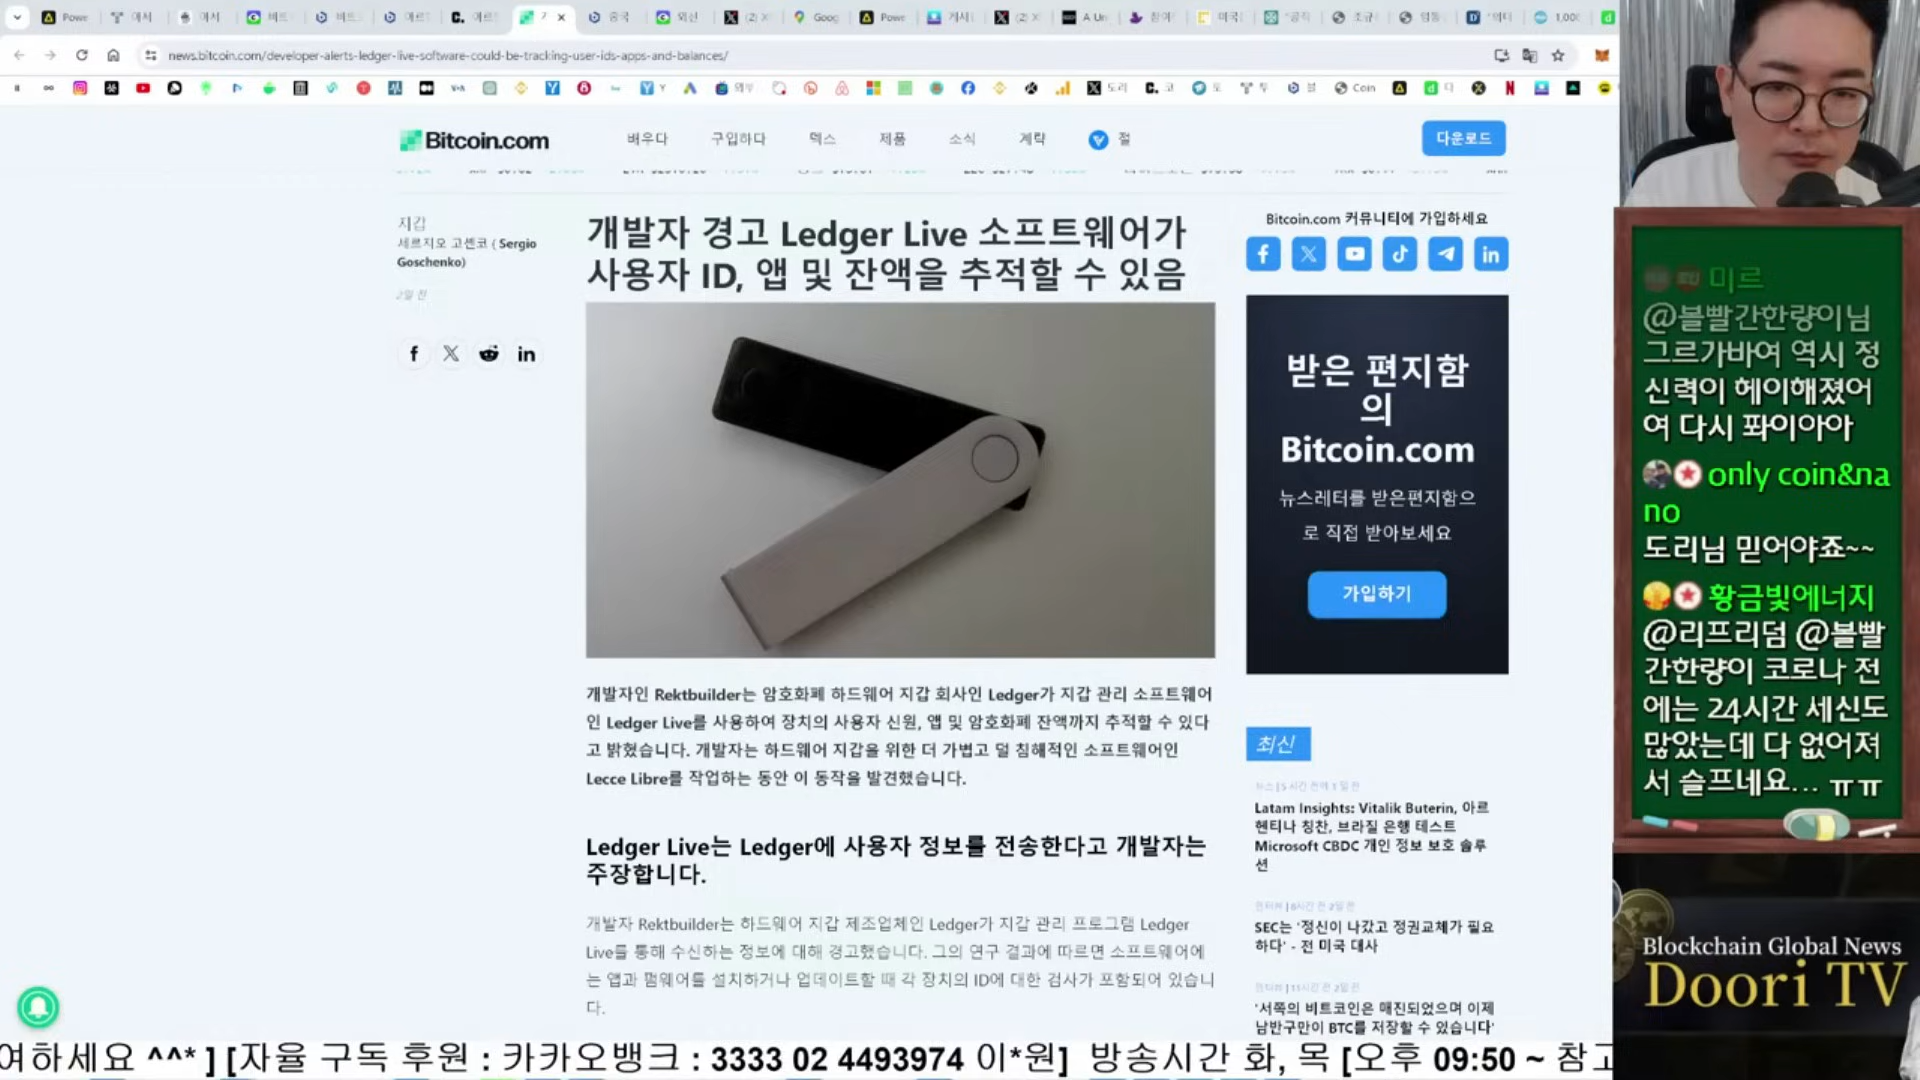 Powe
news.bitcoin.com/developer-alerts-ledger-live-software-could-be-tracking-user-ids-apps-and-balances/
Bitcoin.com
배우다
구입하다
덱스
제품
소식
계략
절
다운로드
지갑
세르지오 고셴코 ( Sergio
Goschenko)
2일 전
개발자 경고 Ledger Live 소프트웨어가
사용자 ID, 앱 및 잔액을 추적할 수 있음
개발자인 Rektbuilder는 암호화폐 하드웨어 지갑 회사인 Ledger가 지갑 관리 소프트웨어
인 Ledger Live를 사용하여 장치의 사용자 신원, 앱 및 암호화폐 잔액까지 추적할 수 있다
고 밝혔습니다. 개발자는 하드웨어 지갑을 위한 더 가볍고 덜 침해적인 소프트웨어인
Lecce Libre를 작업하는 동안 이 동작을 발견했습니다.
Ledger Live는 Ledger에 사용자 정보를 전송한다고 개발자는
주장합니다.
개발자 Rektbuilder는 하드웨어 지갑 제조업체인 Ledger가 지갑 관리 프로그램 Ledger
Live를 통해 수신하는 정보에 대해 경고했습니다. 그의 연구 결과에 따르면 소프트웨어에
는 앱과 펌웨어를 설치하거나 업데이트할 때 각 장치의 ID에 대한 검사가 포함되어 있습니
다.
Bitcoin.com 커뮤니티에 가입하세요
받은 편지함
의
Bitcoin.com
뉴스레터를 받은편지함으
로 직접 받아보세요
가입하기
최신
Latam Insights: Vitalik Buterin, 아르
헨티나 칭찬, 브라질 은행 테스트
Microsoft CBDC 개인 정보 보호 솔루
션
SEC는 '정신이 나갔고 정권교체가 필요
하다' - 전 미국 대사
'서쪽의 비트코인은 매진되었으며 이제
남반구만이 BTC를 저장할 수 있습니다'
미르
@볼빨간한량이님
그르가바여 역시 정
신력이 헤이해졌어
여 다시 퐈이아아
only coin&na
no
도리님 믿어야죠~~
황금빛에너지
@리프리덤 @볼빨
간한량이 코로나 전
에는 24시간 세신도
많았는데 다 없어져
서 슬프네요... ㅠㅠ
Blockchain Global News
Doori TV
여하세요 ^^* ] [자율 구독 후원 : 카카오뱅크 : 3333 02 4493974 이*원] 방송시간 화, 목 [오후 09:50 ~ 참고